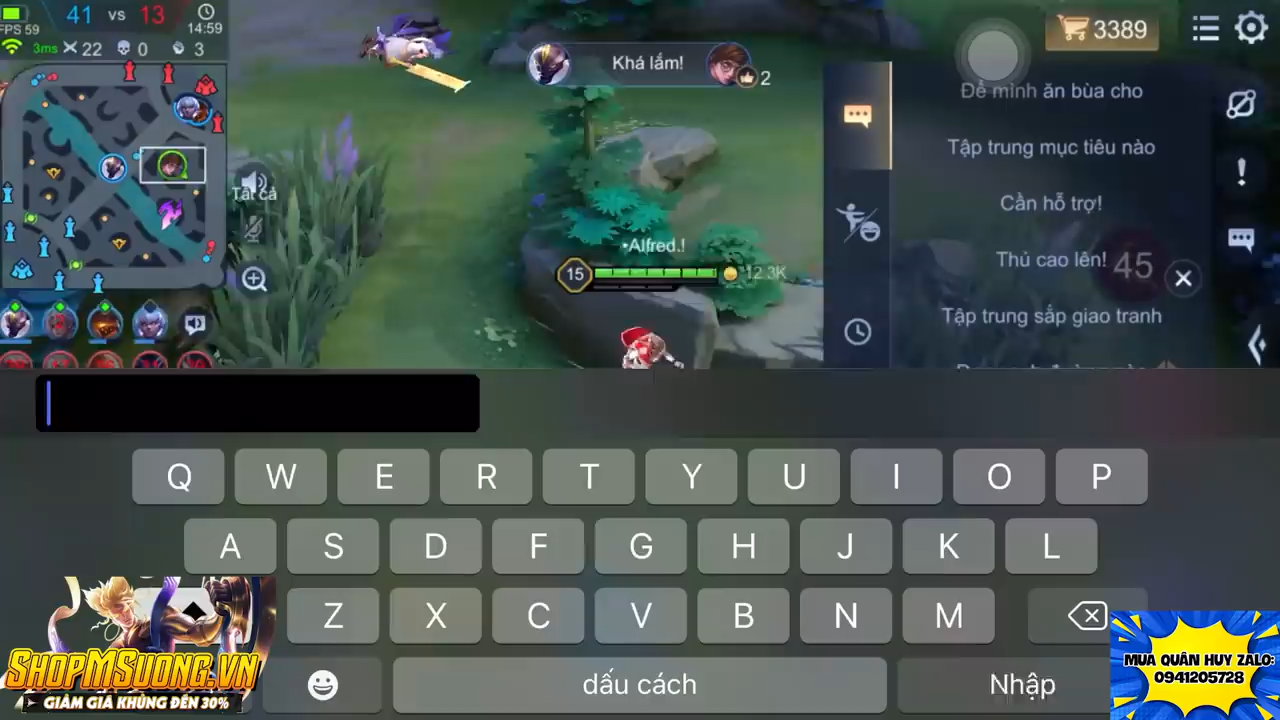 41 vs 13
14:59
FPS 59
3ms 22 0 3
Tất cả
Khá lắm!
2
3389
Để mình ăn bùa cho
Tập trung mục tiêu nào
Cần hỗ trợ!
Thủ cao lên! 45
Tập trung sắp giao tranh
•Alfred.!
15
12.3K
Q W E R T Y U I O P
A S D F G H J K L
Z X C V B N M
dấu cách
Nhập
SHOPMSUONG.VN
GIẢM GIÁ KHỦNG ĐẾN 30%
MUA QUÂN HUY ZALO:
0941205728